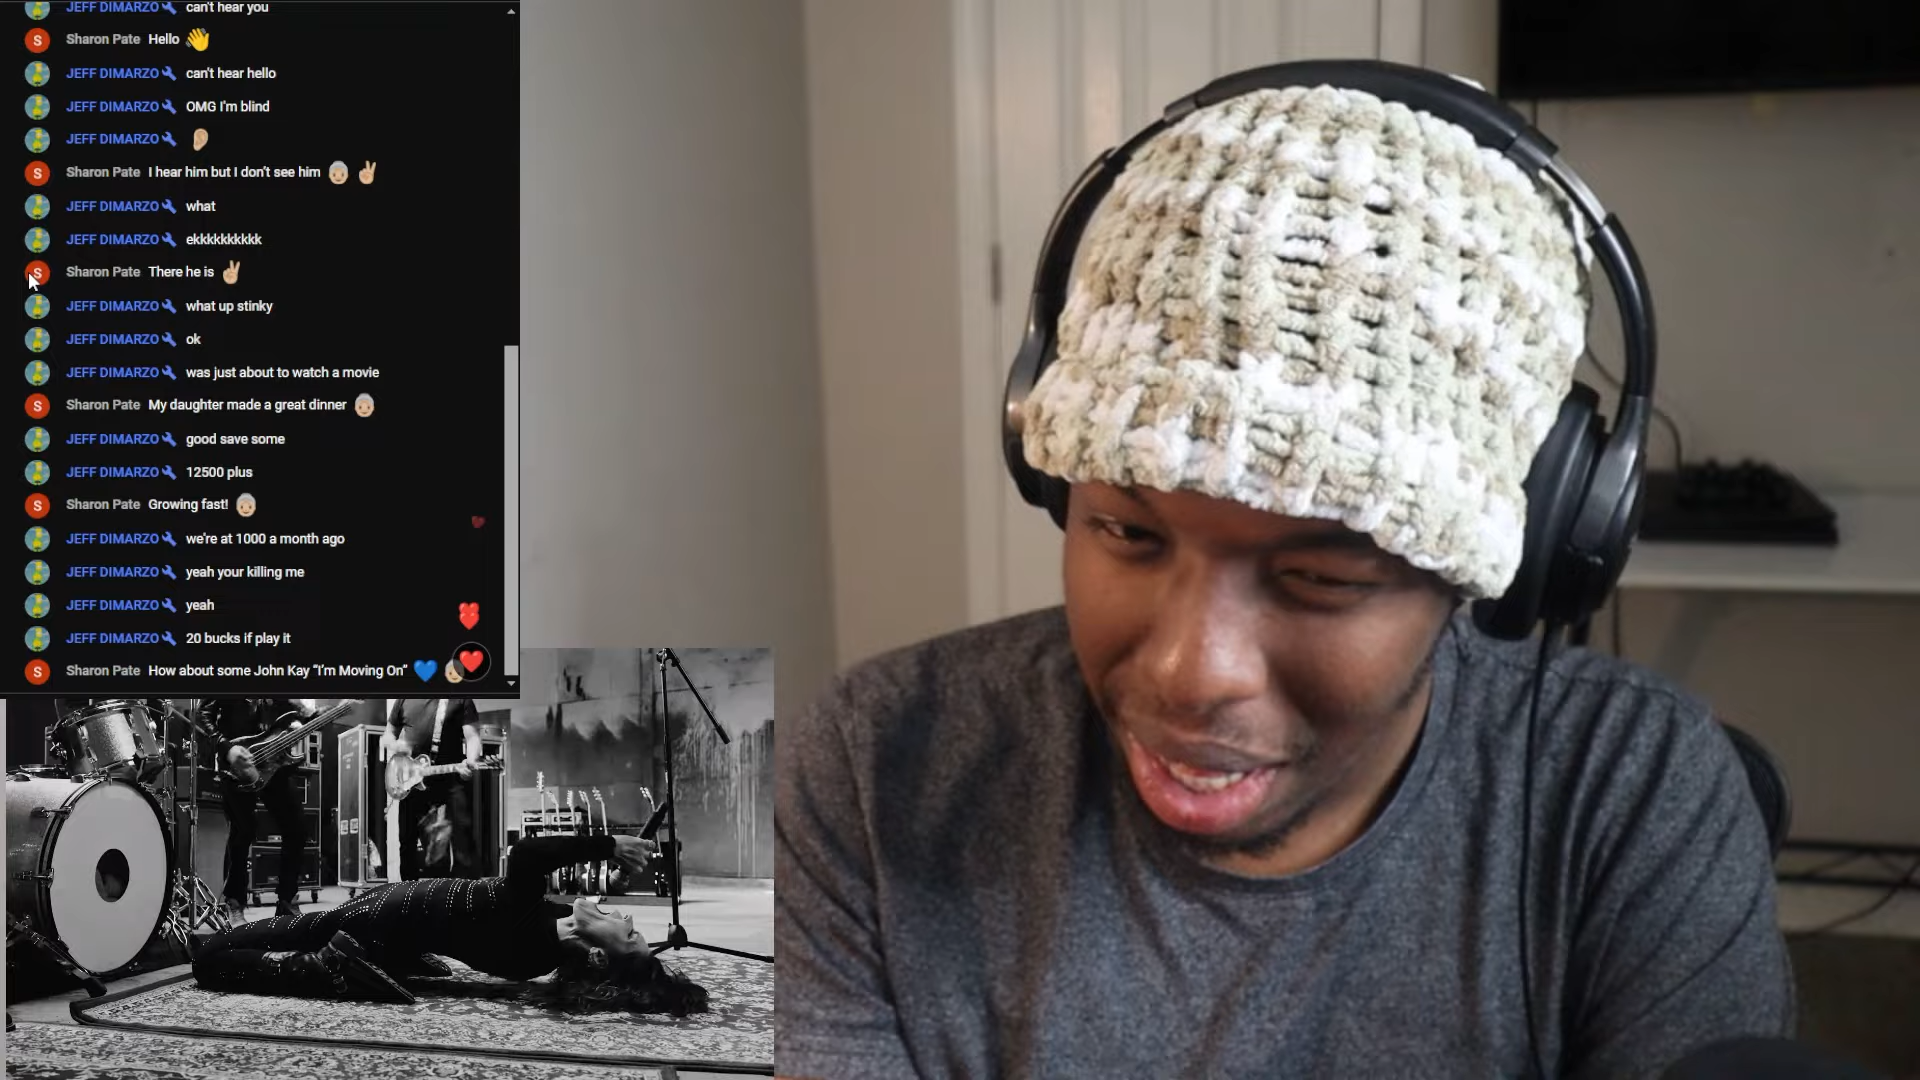 JEFF DIMARZO can't hear you
S Sharon Pate Hello 👋
JEFF DIMARZO can't hear hello
JEFF DIMARZO OMG I'm blind
JEFF DIMARZO 👂🏼
S Sharon Pate I hear him but I don't see him 👵🏼 ✌🏼
JEFF DIMARZO what
JEFF DIMARZO ekkkkkkkkkk
S Sharon Pate There he is ✌🏼
JEFF DIMARZO what up stinky
JEFF DIMARZO ok
JEFF DIMARZO was just about to watch a movie
S Sharon Pate My daughter made a great dinner 👵🏼
JEFF DIMARZO good save some
JEFF DIMARZO 12500 plus
S Sharon Pate Growing fast! 👵🏼
JEFF DIMARZO we're at 1000 a month ago
JEFF DIMARZO yeah your killing me
JEFF DIMARZO yeah
JEFF DIMARZO 20 bucks if play it
S Sharon Pate How about some John Kay “I’m Moving On” 💙